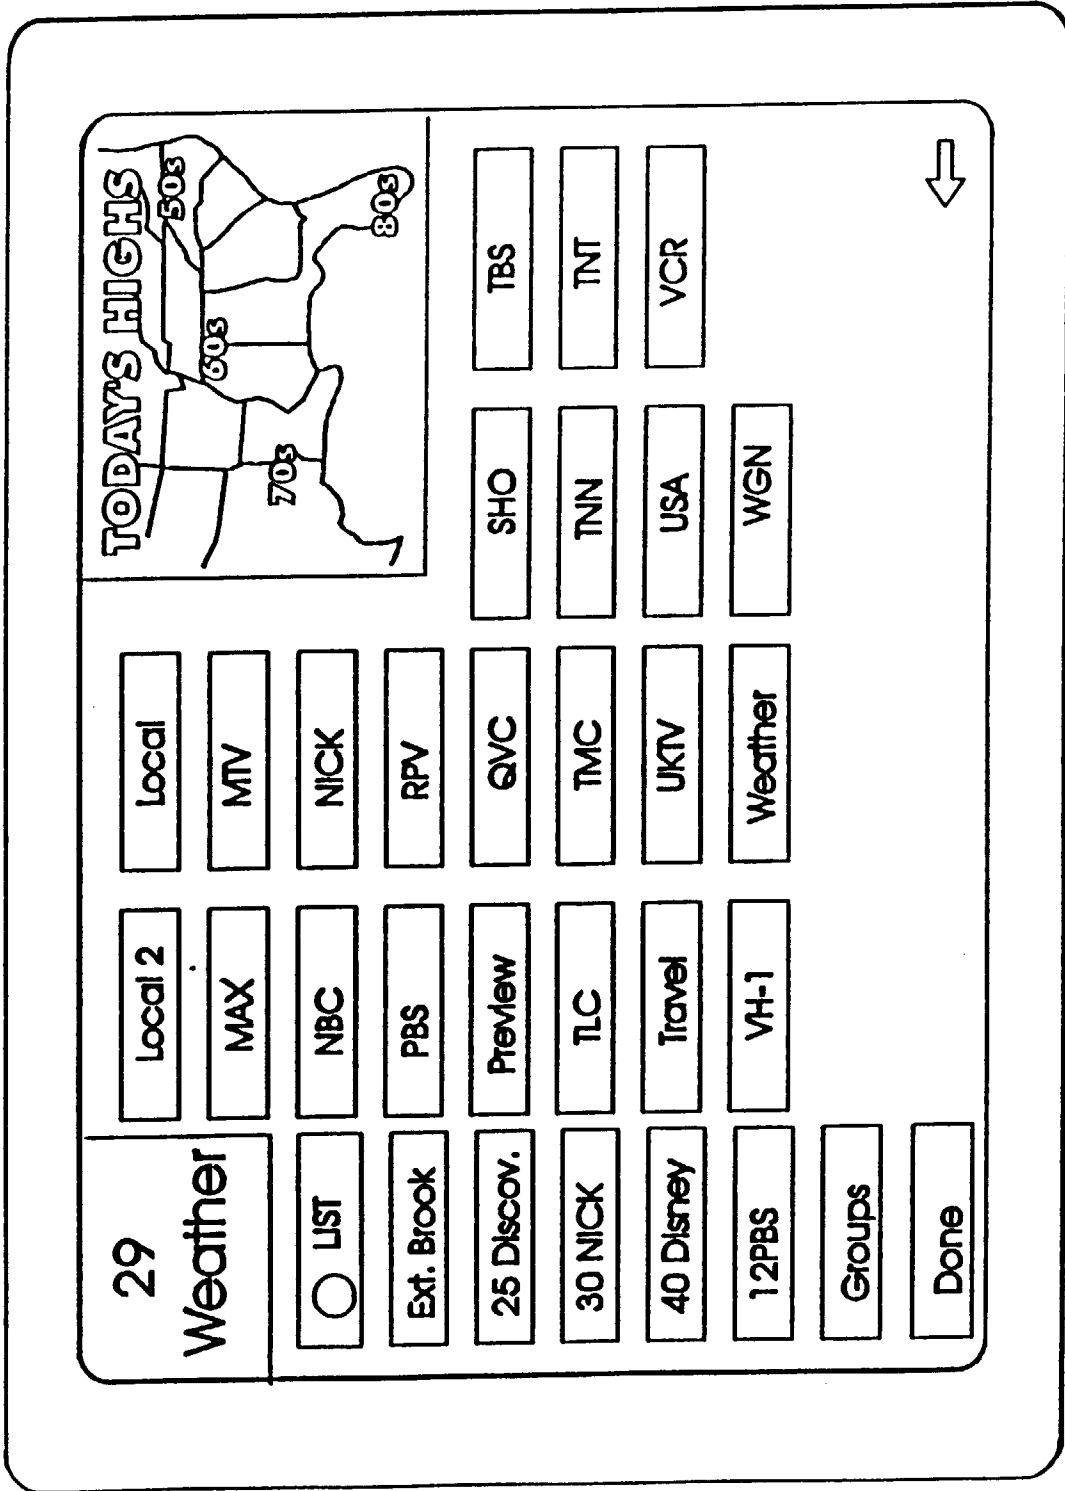 29
Weather
TODAY'S HIGHS
50s
60s
70s
80s
LIST
Ext. Brook
25 Discov.
30 NICK
40 Disney
12PBS
Groups
Done
Local 2
Local
MAX
MTV
NBC
NICK
PBS
RPV
Preview
QVC
SHO
TBS
TLC
TMC
TNN
TNT
Travel
UKTV
USA
VCR
VH-1
Weather
WGN